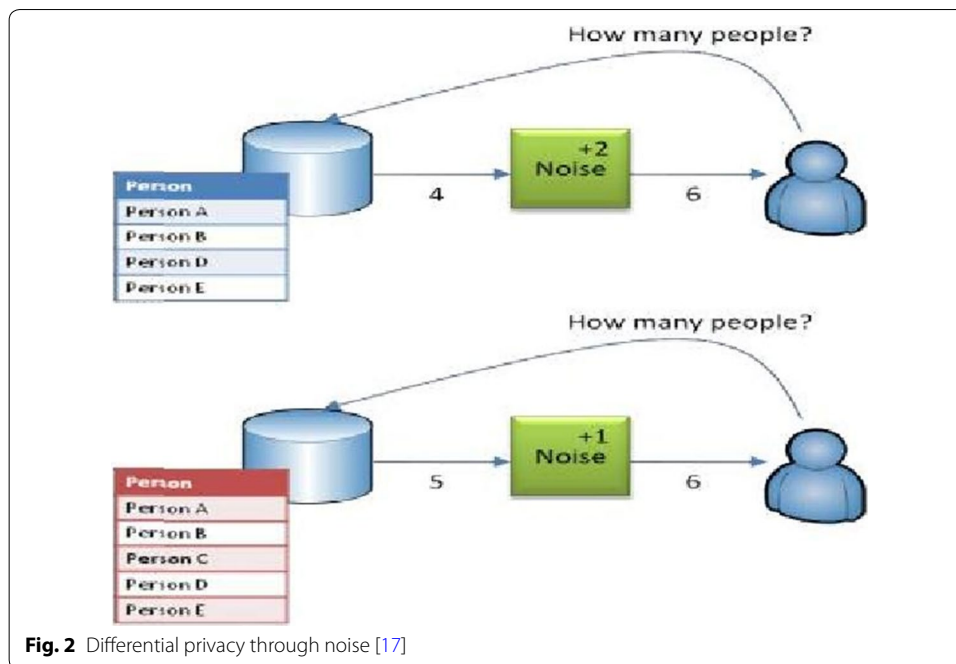 How many people?
+2
Noise
4
6
Person
Person A
Person B
Person D
Person E
How many people?
+1
Noise
5
6
Person
Person A
Person B
Person C
Person D
Person E
Fig. 2 Differential privacy through noise [17]